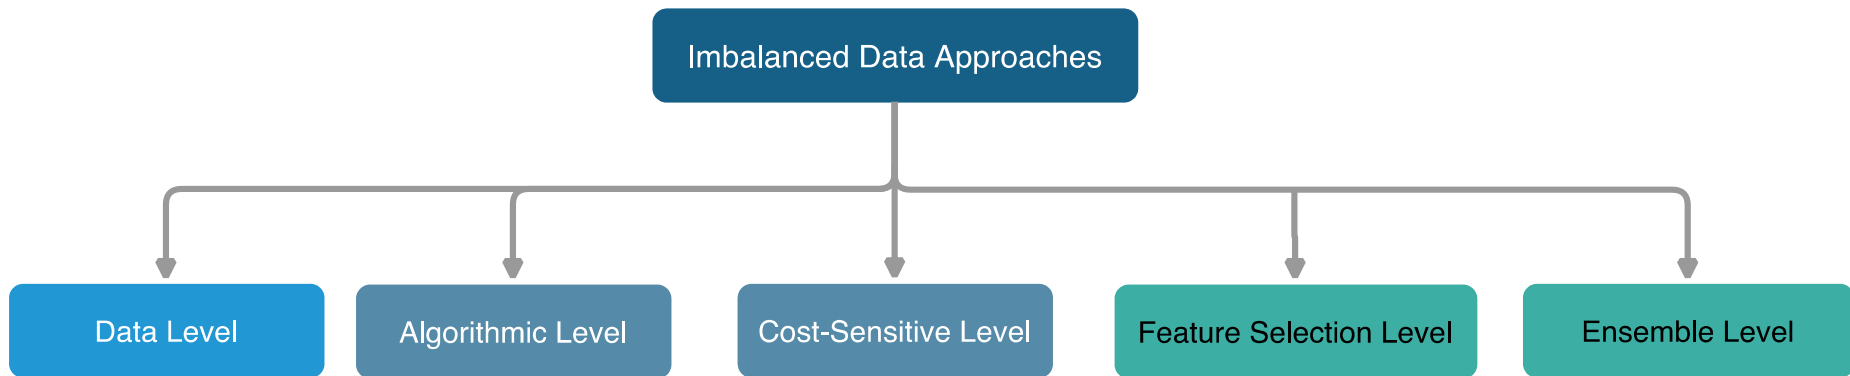 Imbalanced Data Approaches
Data Level
Algorithmic Level
Cost-Sensitive Level
Feature Selection Level
Ensemble Level